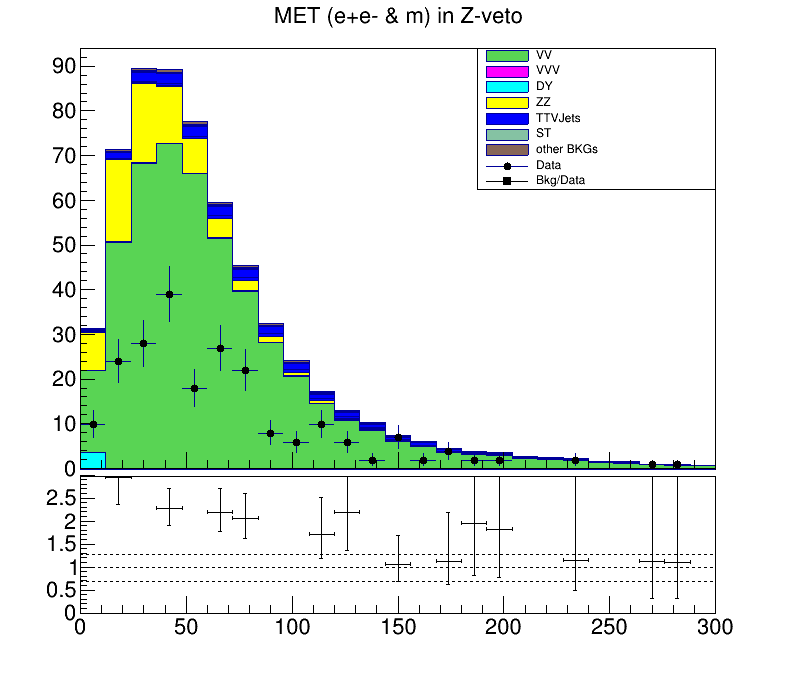 MET (e+e- & m) in Z-veto
VV
VVV
DY
ZZ
TTVJets
ST
other BKGs
Data
Bkg/Data
90
80
70
60
50
40
30
20
10
0
2.5
2
1.5
1
0.5
0
0 50 100 150 200 250 300